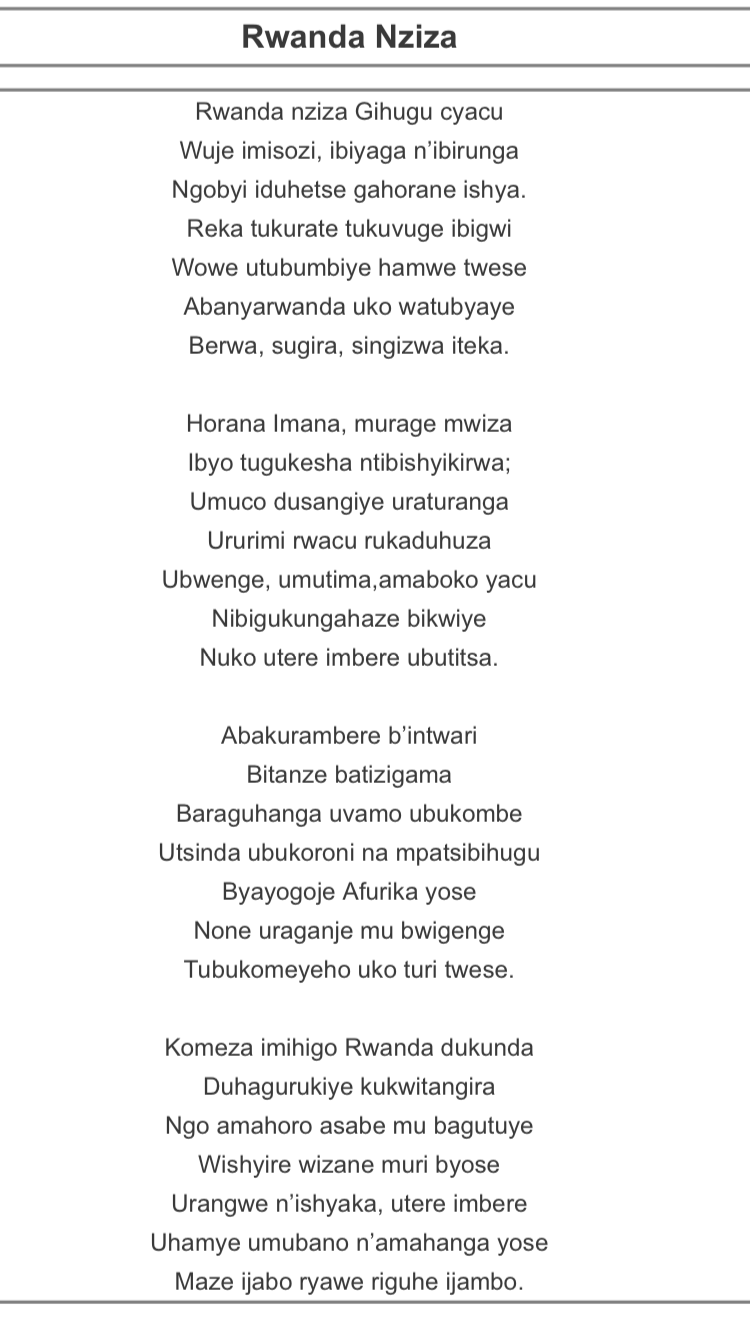 Rwanda Nziza
Rwanda nziza Gihugu cyacu
Wuje imisozi, ibiyaga n’ibirunga
Ngobyi iduhetse gahorane ishya.
Reka tukurate tukuvuge ibigwi
Wowe utubumbiye hamwe twese
Abanyarwanda uko watubyaye
Berwa, sugira, singizwa iteka.
Horana Imana, murage mwiza
Ibyo tugukesha ntibishyikirwa;
Umuco dusangiye uraturanga
Ururimi rwacu rukaduhuza
Ubwenge, umutima,amaboko yacu
Nibigukungahaze bikwiye
Nuko utere imbere ubutitsa.
Abakurambere b’intwari
Bitanze batizigama
Baraguhanga uvamo ubukombe
Utsinda ubukoroni na mpatsibihugu
Byayogoje Afurika yose
None uraganje mu bwigenge
Tubukomeyeho uko turi twese.
Komeza imihigo Rwanda dukunda
Duhagurukiye kukwitangira
Ngo amahoro asabe mu bagutuye
Wishyire wizane muri byose
Urangwe n’ishyaka, utere imbere
Uhamye umubano n’amahanga yose
Maze ijabo ryawe riguhe ijambo.